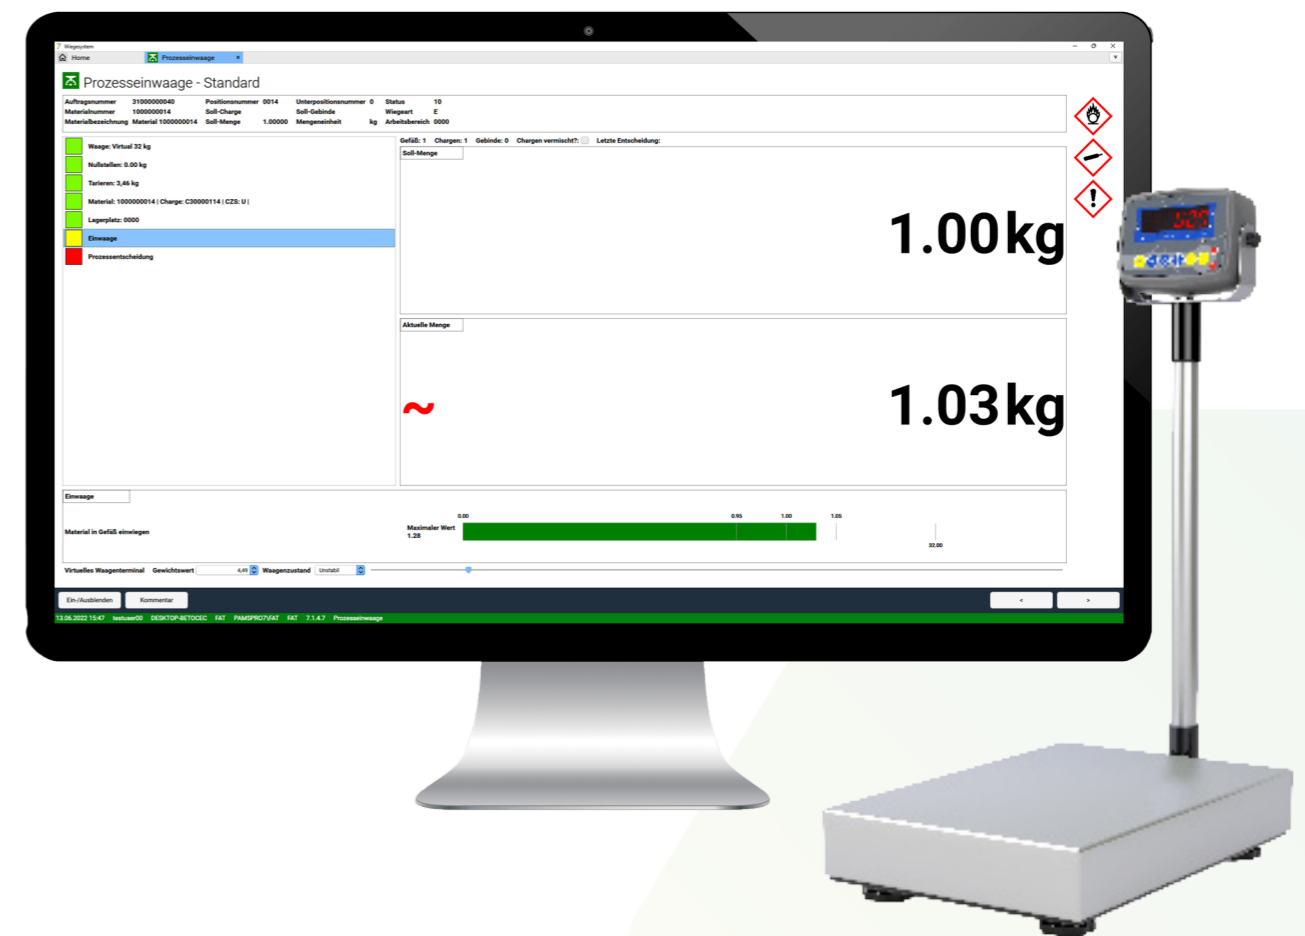 7 Wiegesystem
Home
Prozesseinwaage ×
Prozesseinwaage - Standard
Auftragsnummer 31000000040 Positionsnummer 0014 Unterpositionsnummer 0 Status 10
Materialnummer 1000000014 Soll-Charge Soll-Gebinde Wiegeart E
Materialbezeichnung Material 1000000014 Soll-Menge 1.00000 Mengeneinheit kg Arbeitsbereich 0000
Waage: Virtual 32 kg
Nullstellen: 0.00 kg
Tarieren: 3,46 kg
Material: 1000000014 | Charge: C30000114 | CZS: U |
Lagerplatz: 0000
Einwaage
Prozessentscheidung
Gefäß: 1 Chargen: 1 Gebinde: 0 Chargen vermischt?: Letzte Entscheidung:
Soll-Menge
1.00 kg
Aktuelle Menge
~ 1.03 kg
Einwaage
Material in Gefäß einwiegen
0.00 0.95 1.00 1.05
Maximaler Wert
1.28
32.00
Virtuelles Waagenterminal Gewichtswert 4,49 Waagenzustand Unstabil
Ein-/Ausblenden Kommentar < >
13.06.2022 15:47 testuser00 DESKTOP-8ETOCEC FAT PAMSPRO7\FAT FAT 7.1.4.7 Prozesseinwaage